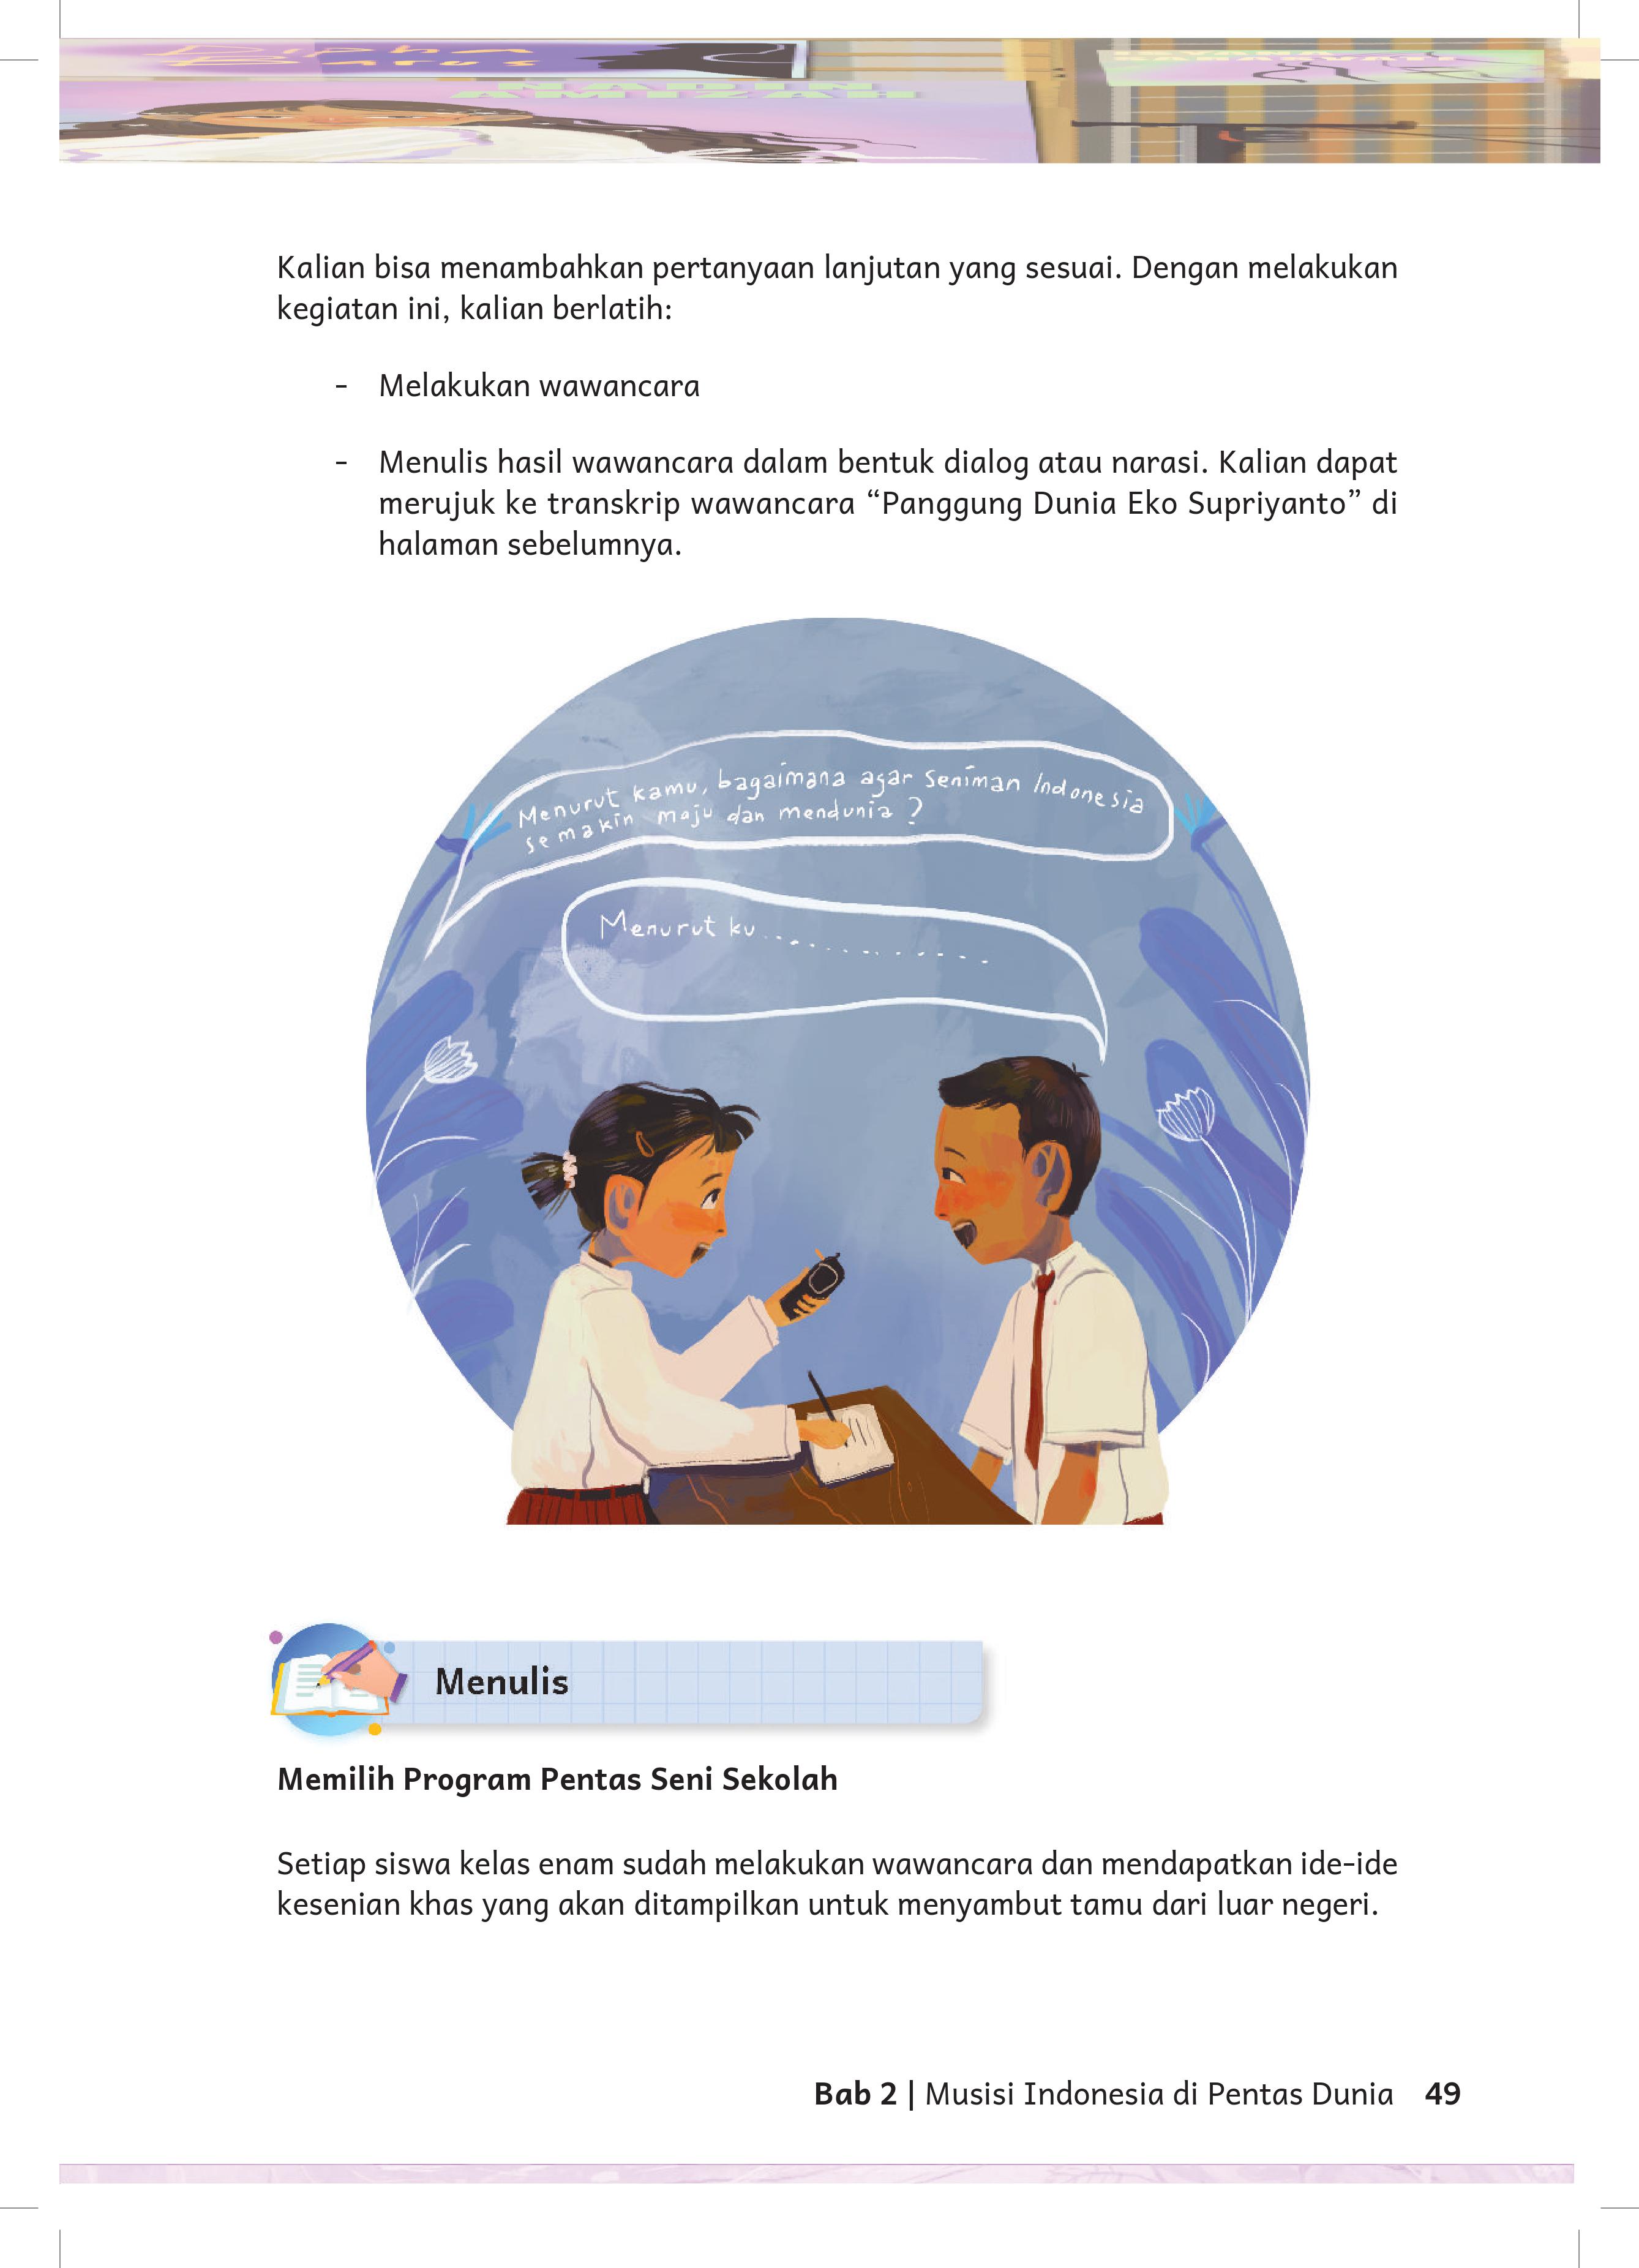 NADIN
AMIZAH
Kalian bisa menambahkan pertanyaan lanjutan yang sesuai. Dengan melakukan
kegiatan ini, kalian berlatih:
- Melakukan wawancara
- Menulis hasil wawancara dalam bentuk dialog atau narasi. Kalian dapat
merujuk ke transkrip wawancara “Panggung Dunia Eko Supriyanto” di
halaman sebelumnya.
Menurut kamu, bagaimana agar seniman Indonesia
semakin maju dan mendunia ?
Menurut ku..............
Menulis
Memilih Program Pentas Seni Sekolah
Setiap siswa kelas enam sudah melakukan wawancara dan mendapatkan ide-ide
kesenian khas yang akan ditampilkan untuk menyambut tamu dari luar negeri.
Bab 2 | Musisi Indonesia di Pentas Dunia 49